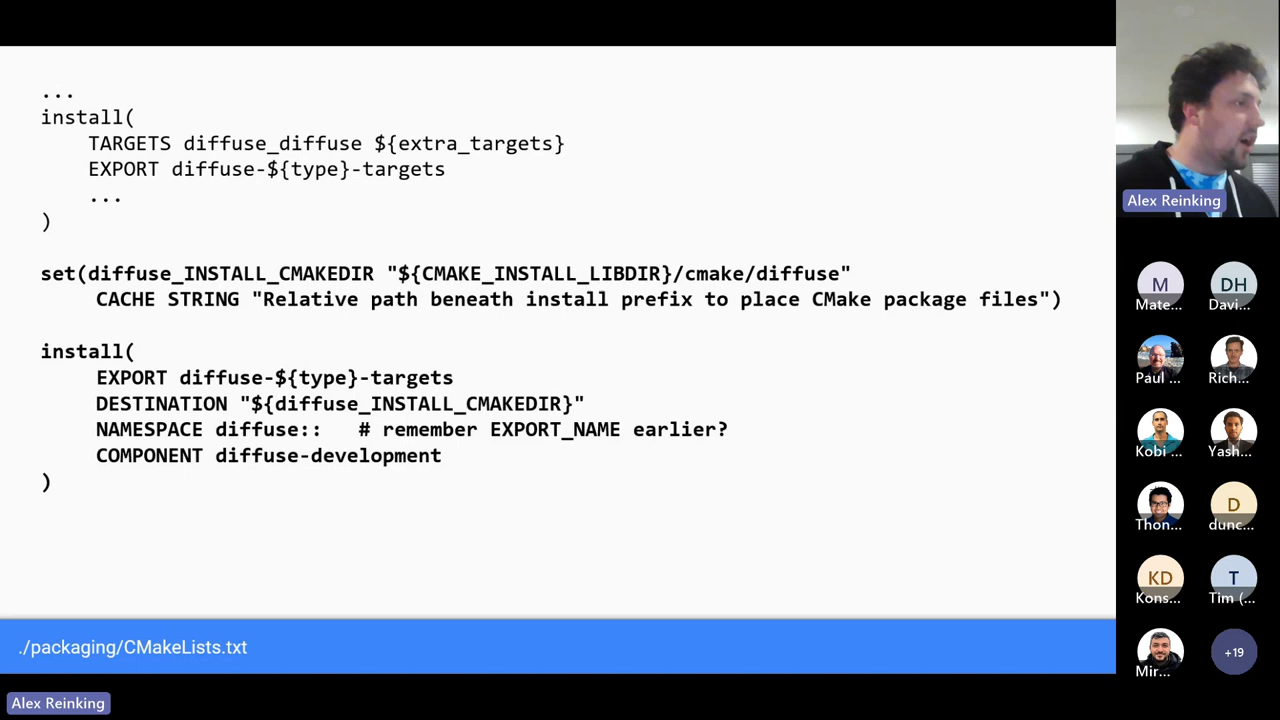 ...
install(
TARGETS diffuse_diffuse ${extra_targets}
EXPORT diffuse-${type}-targets
...
)
set(diffuse_INSTALL_CMAKEDIR "${CMAKE_INSTALL_LIBDIR}/cmake/diffuse"
CACHE STRING "Relative path beneath install prefix to place CMake package files")
install(
EXPORT diffuse-${type}-targets
DESTINATION "${diffuse_INSTALL_CMAKEDIR}"
NAMESPACE diffuse:: # remember EXPORT_NAME earlier?
COMPONENT diffuse-development
)
./packaging/CMakeLists.txt
Alex Reinking
Alex Reinking
M
DH
Mate...
Davi...
Paul ...
Rich...
Kobi ...
Yash...
D
Thon...
dunc...
KD
T
Kons...
Tim (...
+19
Mir...